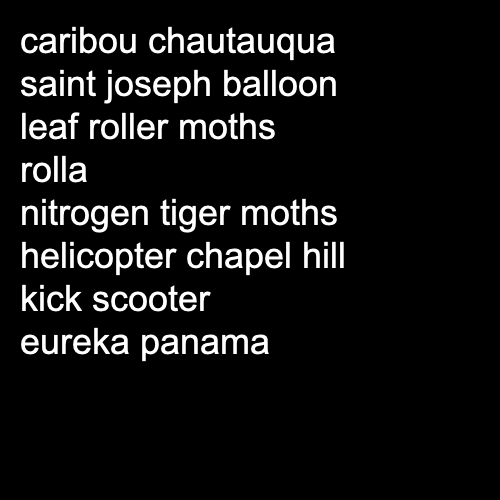 caribou chautauqua
saint joseph balloon
leaf roller moths
rolla
nitrogen tiger moths
helicopter chapel hill
kick scooter
eureka panama